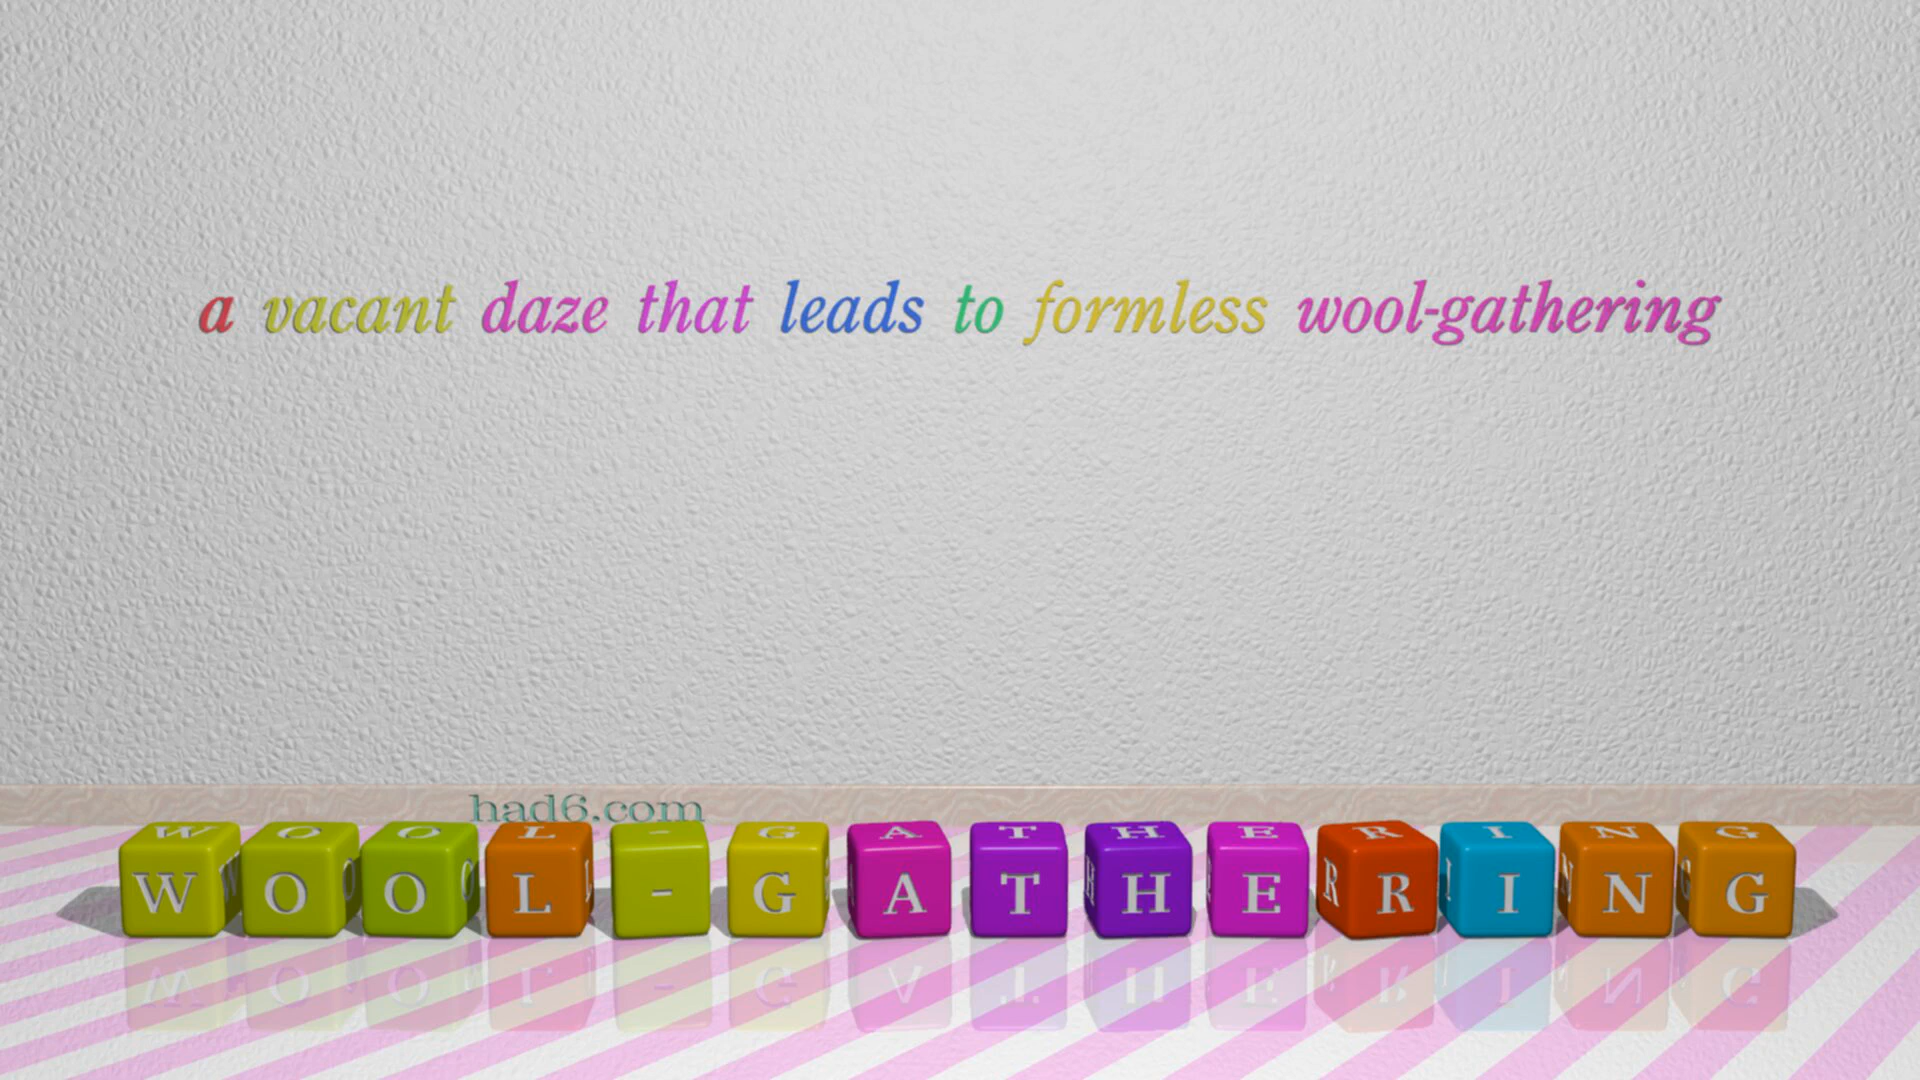 a vacant daze that leads to formless wool-gathering
had6.com
WOOL-GATHERING